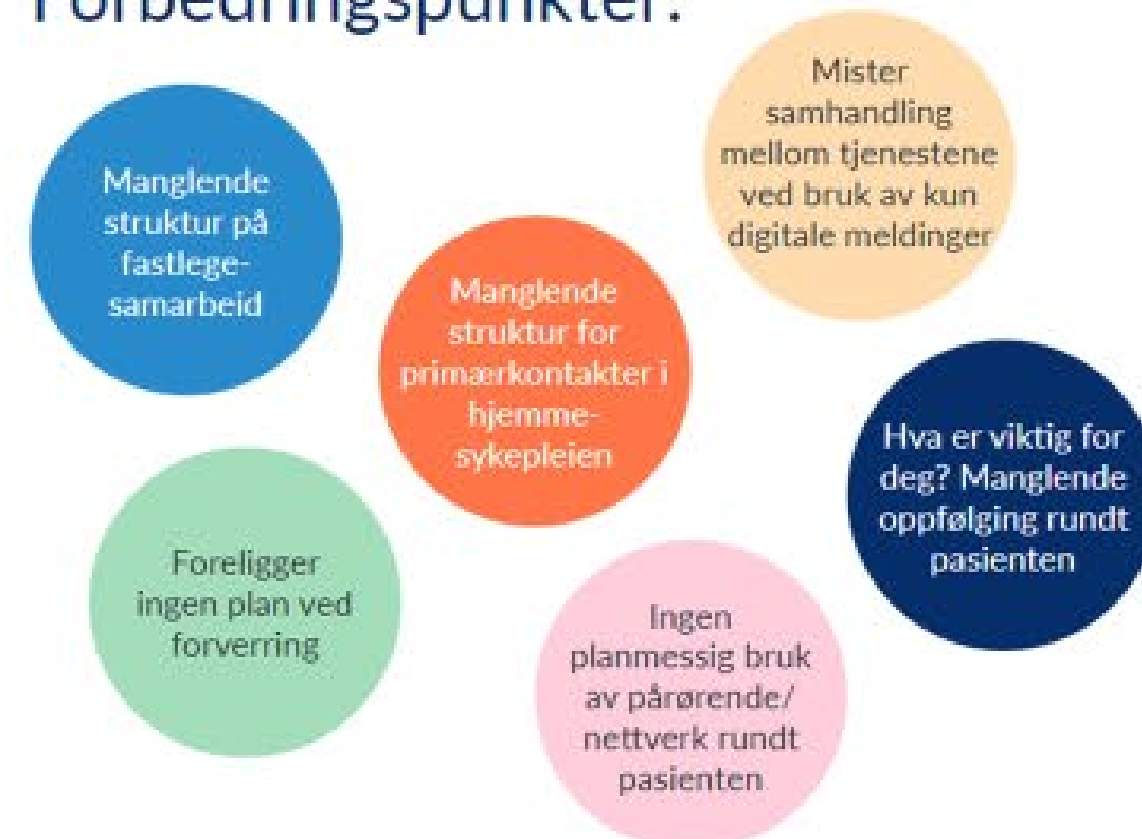 Forbedringspunkter:
Manglende
struktur på
fastlege-
samarbeid
Mister
samhandling
mellom tjenestene
ved bruk av kun
digitale meldinger
Manglende
struktur for
primærkontakter i
hjemme-
sykepleien
Hva er viktig for
deg? Manglende
oppfølging rundt
pasienten
Foreligger
ingen plan ved
forverring
Ingen
planmessig bruk
av pårørende/
nettverk rundt
pasienten